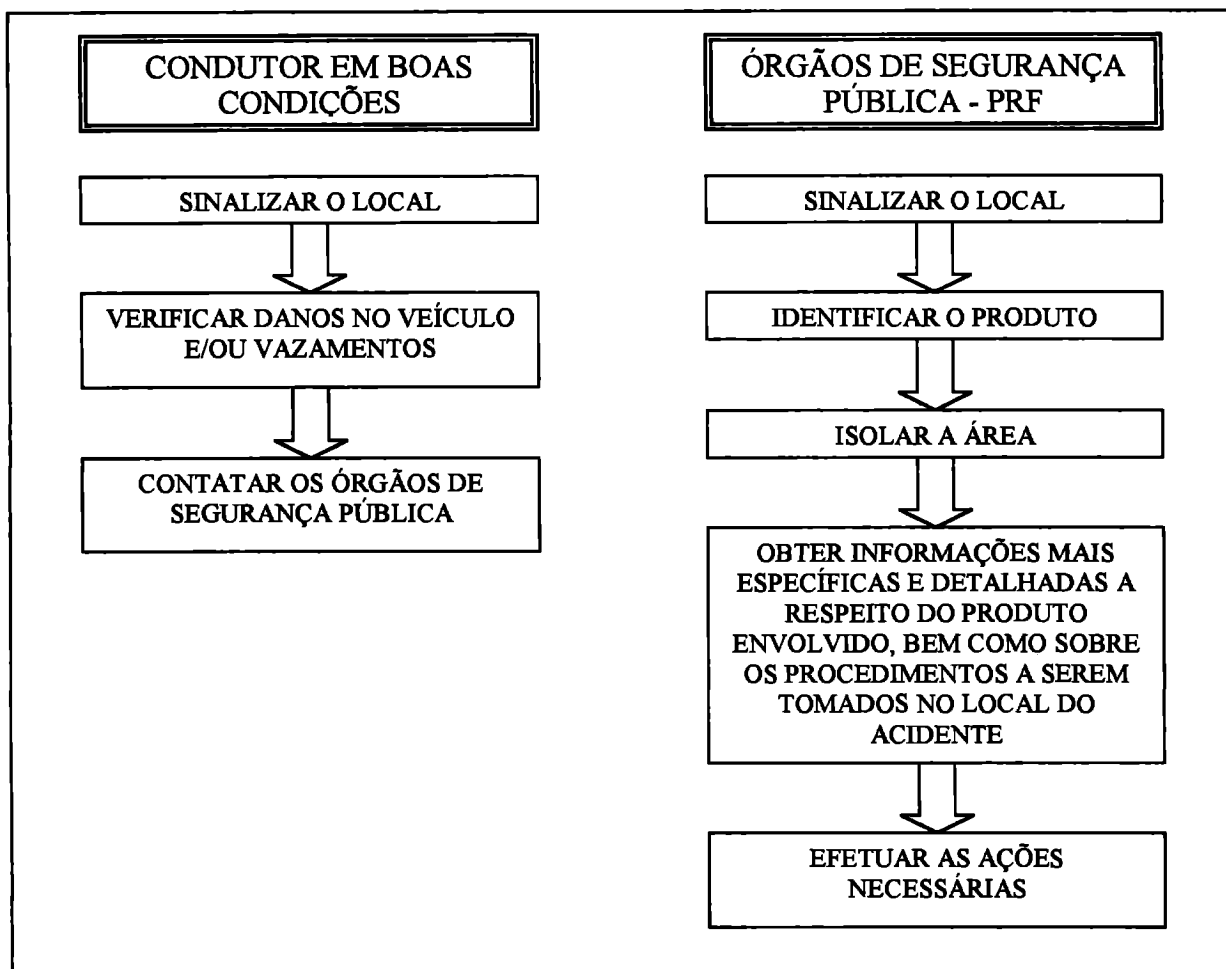 CONDUTOR EM BOAS
CONDIÇÕES
SINALIZAR O LOCAL
VERIFICAR DANOS NO VEÍCULO
E/OU VAZAMENTOS
CONTATAR OS ÓRGÃOS DE
SEGURANÇA PÚBLICA
ÓRGÃOS DE SEGURANÇA
PÚBLICA - PRF
SINALIZAR O LOCAL
IDENTIFICAR O PRODUTO
ISOLAR A ÁREA
OBTER INFORMAÇÕES MAIS
ESPECÍFICAS E DETALHADAS A
RESPEITO DO PRODUTO
ENVOLVIDO, BEM COMO SOBRE
OS PROCEDIMENTOS A SEREM
TOMADOS NO LOCAL DO
ACIDENTE
EFETUAR AS AÇÕES
NECESSÁRIAS